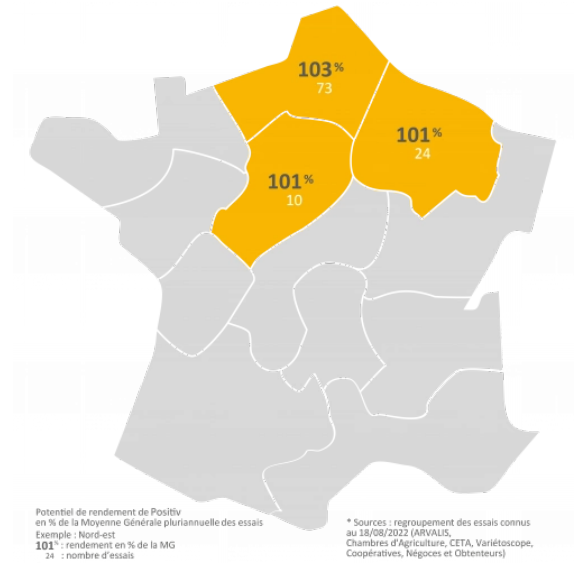 103 %
73
101 %
24
101 %
10
Potentiel de rendement de Positiv
en % de la Moyenne Générale pluriannuelle des essais
Exemple : Nord-est
101% : rendement en % de la MG
24 : nombre d'essais
* Sources : regroupement des essais connus
au 18/08/2022 (ARVALIS,
Chambres d'Agriculture, CETA, Variétoscope,
Coopératives, Négoces et Obtenteurs)